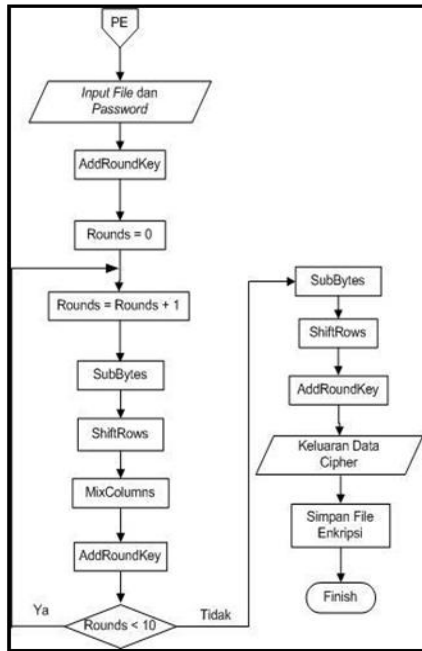 PE
Input File dan
Password
AddRoundKey
Rounds = 0
Rounds = Rounds + 1
SubBytes
ShiftRows
MixColumns
AddRoundKey
Rounds < 10
Ya
Tidak
SubBytes
ShiftRows
AddRoundKey
Keluaran Data
Cipher
Simpan File
Enkripsi
Finish